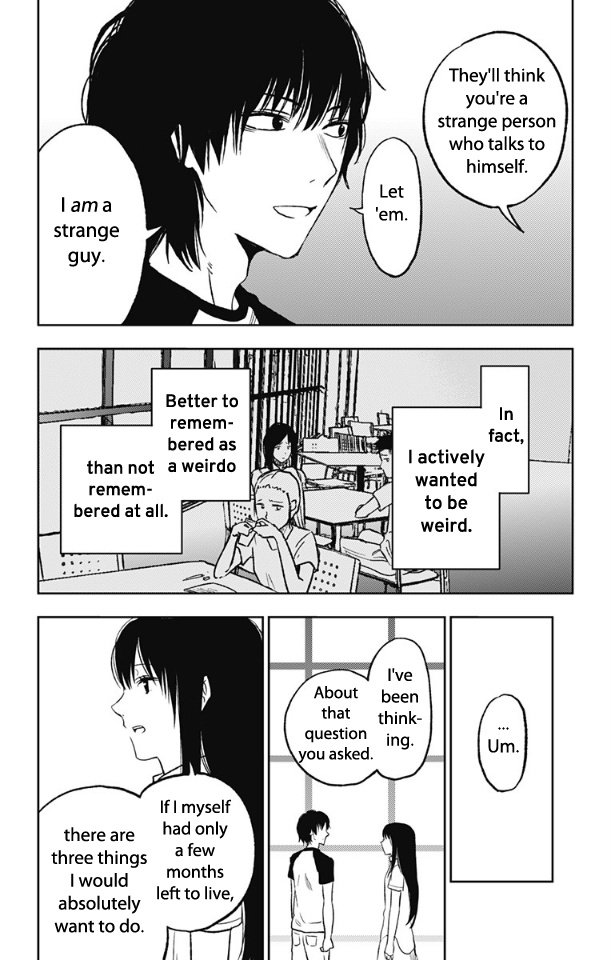 They'll think
you're a
strange person
who talks to
himself.
Let
'em.
I am a
strange
guy.
In
fact,
I actively
wanted
to be
weird.
Better to
remem-
bered as
a weirdo
than not
remem-
bered at all.
...
Um.
I've
been
think-
ing.
About
that
question
you asked.
If I myself
had only
a few
months
left to live,
there are
three things
I would
absolutely
want to do.